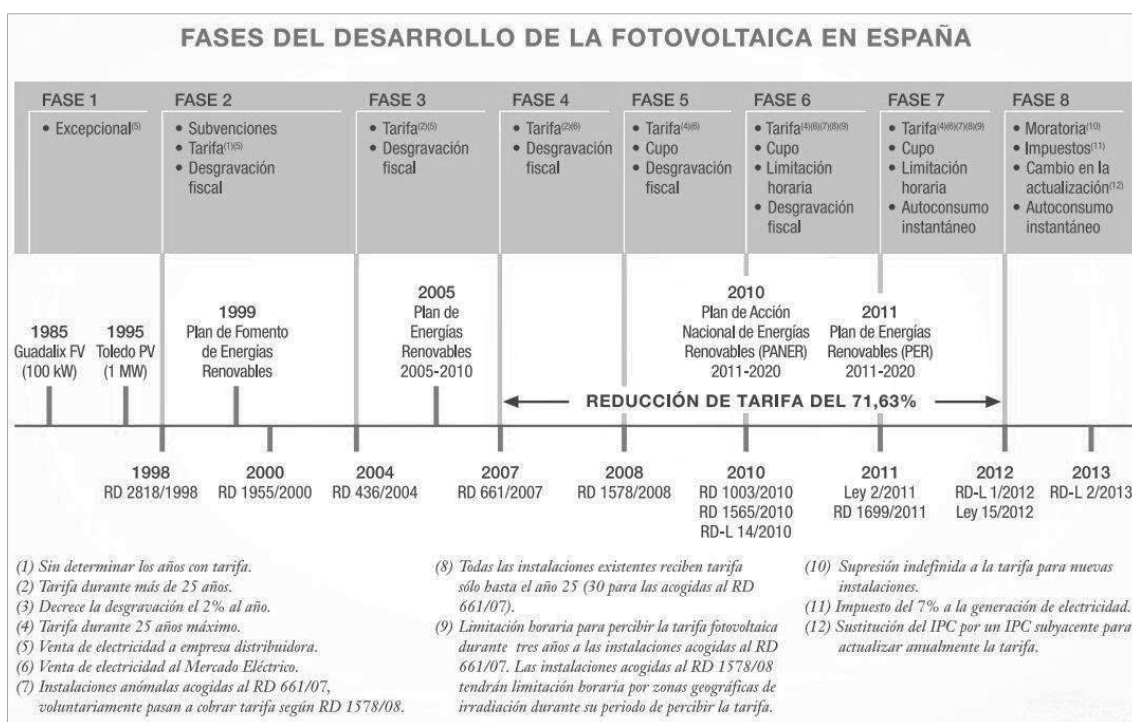 FASES DEL DESARROLLO DE LA FOTOVOLTAICA EN ESPAÑA
FASE 1
• Excepcional(5)
FASE 2
• Subvenciones
• Tarifa(1)(5)
• Desgravación
fiscal
FASE 3
• Tarifa(2)(5)
• Desgravación
fiscal
FASE 4
• Tarifa(2)(6)
• Desgravación
fiscal
FASE 5
• Tarifa(4)(6)
• Cupo
• Desgravación
fiscal
FASE 6
• Tarifa(4)(6)(7)(8)(9)
• Cupo
• Limitación
horaria
• Desgravación
fiscal
FASE 7
• Tarifa(4)(6)(7)(8)(9)
• Cupo
• Limitación
horaria
• Autoconsumo
instantáneo
FASE 8
• Moratoria(10)
• Impuestos(11)
• Cambio en la
actualización(12)
• Autoconsumo
instantáneo
1985
Guadalix FV
(100 kW)
1995
Toledo PV
(1 MW)
1999
Plan de Fomento
de Energías
Renovables
2005
Plan de
Energías
Renovables
2005-2010
2010
Plan de Acción
Nacional de Energías
Renovables (PANER)
2011-2020
2011
Plan de Energías
Renovables (PER)
2011-2020
REDUCCIÓN DE TARIFA DEL 71,63%
1998
RD 2818/1998
2000
RD 1955/2000
2004
RD 436/2004
2007
RD 661/2007
2008
RD 1578/2008
2010
RD 1003/2010
RD 1565/2010
RD-L 14/2010
2011
Ley 2/2011
RD 1699/2011
2012
RD-L 1/2012
Ley 15/2012
2013
RD-L 2/2013
(1) Sin determinar los años con tarifa.
(2) Tarifa durante más de 25 años.
(3) Decrece la desgravación el 2% al año.
(4) Tarifa durante 25 años máximo.
(5) Venta de electricidad a empresa distribuidora.
(6) Venta de electricidad al Mercado Eléctrico.
(7) Instalaciones anómalas acogidas al RD 661/07,
voluntariamente pasan a cobrar tarifa según RD 1578/08.
(8) Todas las instalaciones existentes reciben tarifa
sólo hasta el año 25 (30 para las acogidas al RD
661/07).
(9) Limitación horaria para percibir la tarifa fotovoltaica
durante tres años a las instalaciones acogidas al RD
661/07. Las instalaciones acogidas al RD 1578/08
tendrán limitación horaria por zonas geográficas de
irradiación durante su periodo de percibir la tarifa.
(10) Supresión indefinida a la tarifa para nuevas
instalaciones.
(11) Impuesto del 7% a la generación de electricidad.
(12) Sustitución del IPC por un IPC subyacente para
actualizar anualmente la tarifa.